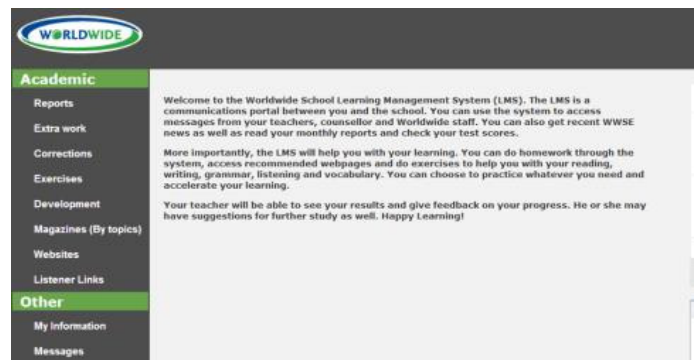 WORLDWIDE
Academic
Reports
Extra work
Corrections
Exercises
Development
Magazines (By topics)
Websites
Listener Links
Other
My Information
Messages
Welcome to the Worldwide School Learning Management System (LMS). The LMS is a
communications portal between you and the school. You can use the system to access
messages from your teachers, counsellor and Worldwide staff. You can also get recent WWSE
news as well as read your monthly reports and check your test scores.
More importantly, the LMS will help you with your learning. You can do homework through the
system, access recommended webpages and do exercises to help you with your reading,
writing, grammar, listening and vocabulary. You can choose to practice whatever you need and
accelerate your learning.
Your teacher will be able to see your results and give feedback on your progress. He or she may
have suggestions for further study as well. Happy Learning!